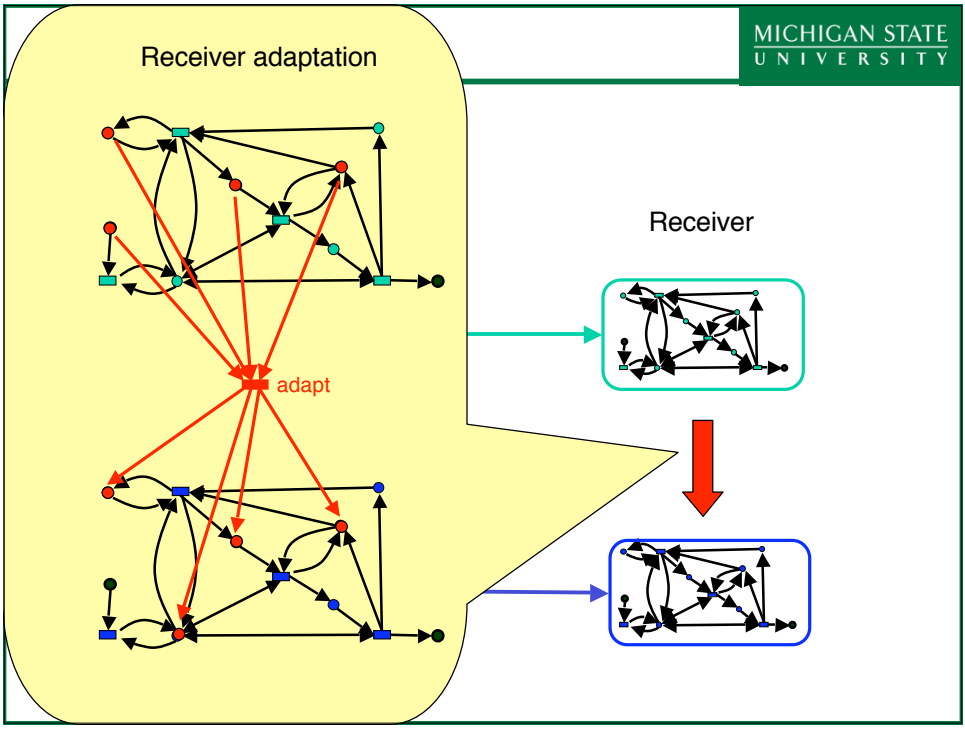 MICHIGAN STATE
UNIVERSITY
Receiver adaptation
Receiver
adapt